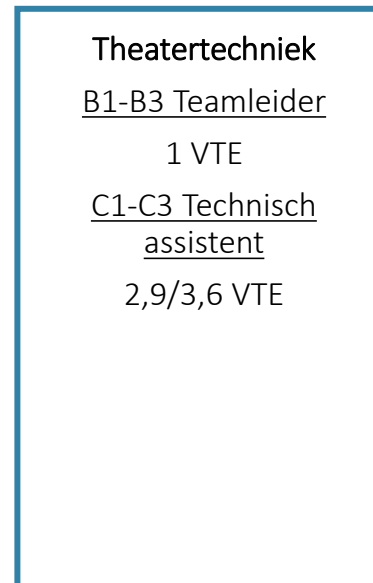 Theatertechniek
B1-B3 Teamleider
1 VTE
C1-C3 Technisch
assistent
2,9/3,6 VTE